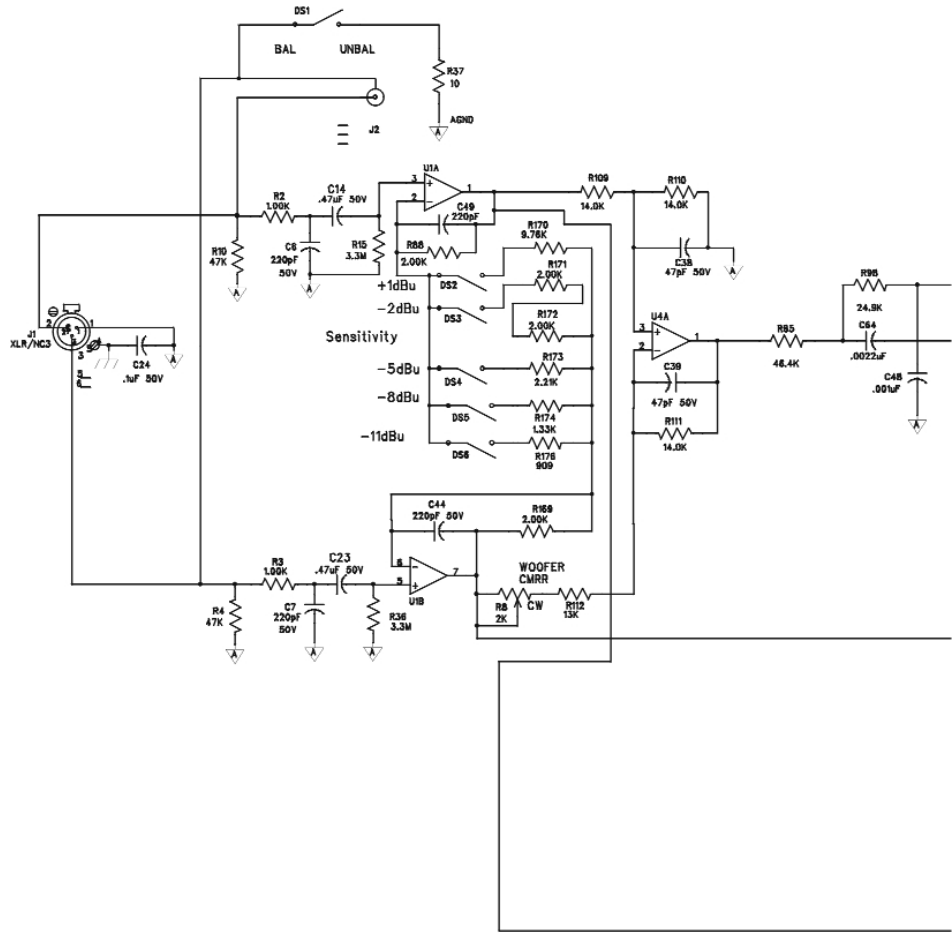 DS1
BAL UNBAL
R37
10
AGND
A
J2
U1A
3
+
1
2
−
R2
1.00K
C14
.47uF 50V
C49
220pF
R109
14.0K
R110
14.0K
R170
9.76K
R10
47K
A
C6
220pF
50V
A
R15
3.3M
R88
2.00K
R171
2.00K
C38
47pF 50V
A
+1dBu
DS2
−2dBu
DS3
R172
2.00K
Sensitivity
R98
24.9K
J1
XLR/NC3
2
1
3
4
5
6
C24
.1uF 50V
A
U4A
3
+
1
2
−
R85
46.4K
C64
.0022uF
−5dBu
DS4
R173
2.21K
C39
47pF 50V
C48
.001uF
A
−8dBu
DS5
R174
1.33K
R111
14.0K
−11dBu
DS6
R176
909
C44
220pF 50V
R169
2.00K
R3
1.00K
C23
.47uF 50V
6
−
7
5
+
U1B
WOOFER
CMRR
CW
R8
2K
R112
13K
R4
47K
A
C7
220pF
50V
A
R36
3.3M
A